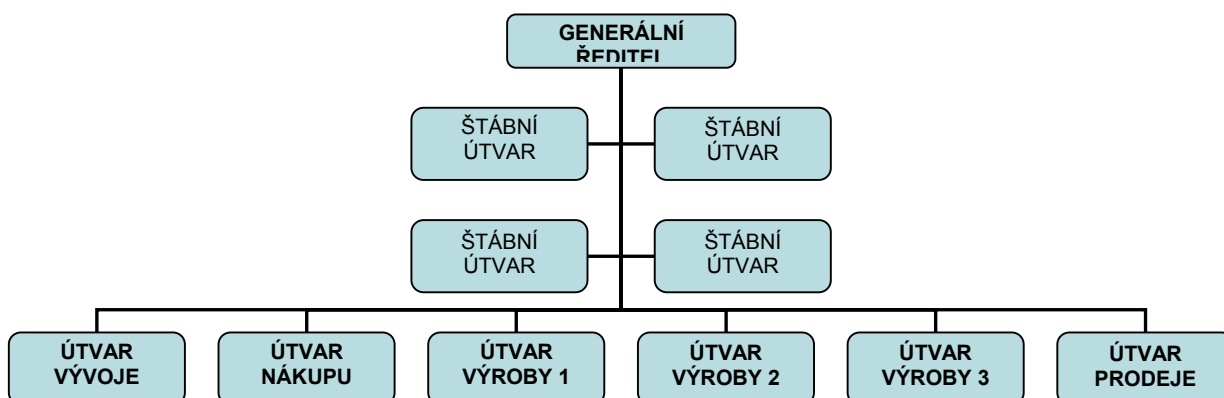 GENERÁLNÍ
ŘEDITEL
ŠTÁBNÍ
ÚTVAR
ŠTÁBNÍ
ÚTVAR
ŠTÁBNÍ
ÚTVAR
ŠTÁBNÍ
ÚTVAR
ÚTVAR
VÝVOJE
ÚTVAR
NÁKUPU
ÚTVAR
VÝROBY 1
ÚTVAR
VÝROBY 2
ÚTVAR
VÝROBY 3
ÚTVAR
PRODEJE